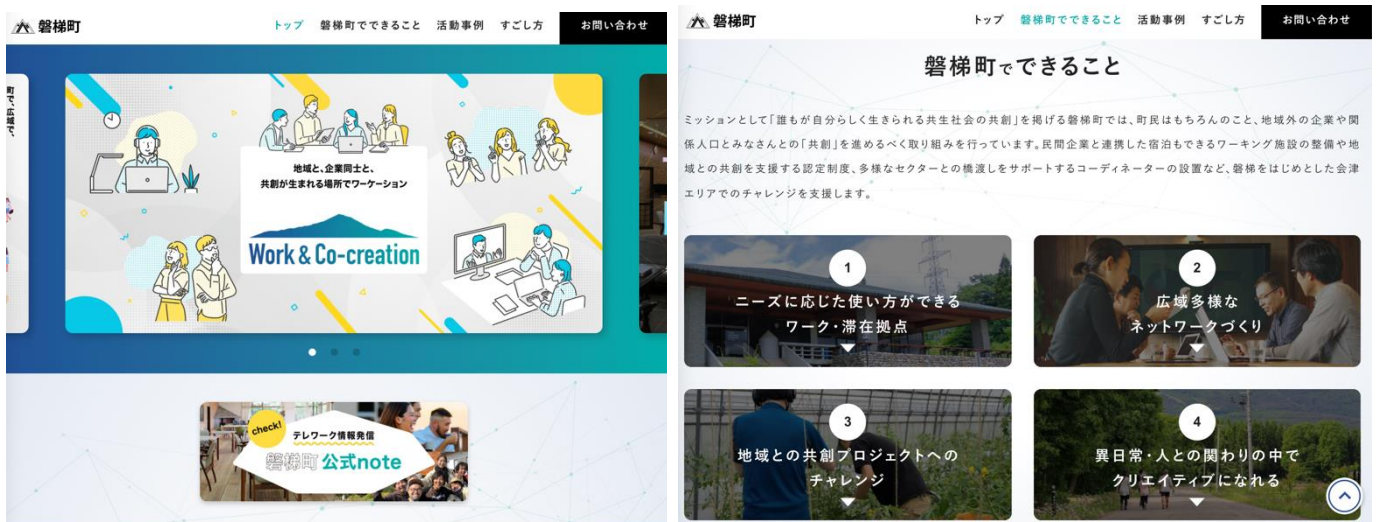 磐梯町
トップ 磐梯町でできること 活動事例 すごし方 お問い合わせ
町で、広域で、
地域と、企業同士と、
共創が生まれる場所でワーケーション
Work & Co-creation
check!
テレワーク情報発信
磐梯町 公式note
磐梯町
トップ 磐梯町でできること 活動事例 すごし方 お問い合わせ
磐梯町でできること
ミッションとして「誰もが自分らしく生きられる共生社会の共創」を掲げる磐梯町では、町民はもちろんのこと、地域外の企業や関
係人口とみなさんとの「共創」を進めるべく取り組みを行っています。民間企業と連携した宿泊もできるワーキング施設の整備や地
域との共創を支援する認定制度、多様なセクターとの橋渡しをサポートするコーディネーターの設置など、磐梯をはじめとした会津
エリアでのチャレンジを支援します。
1
ニーズに応じた使い方ができる
ワーク・滞在拠点
2
広域多様な
ネットワークづくり
3
地域との共創プロジェクトへの
チャレンジ
4
異日常・人との関わりの中で
クリエイティブになれる